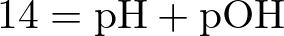 14 = pH + pOH